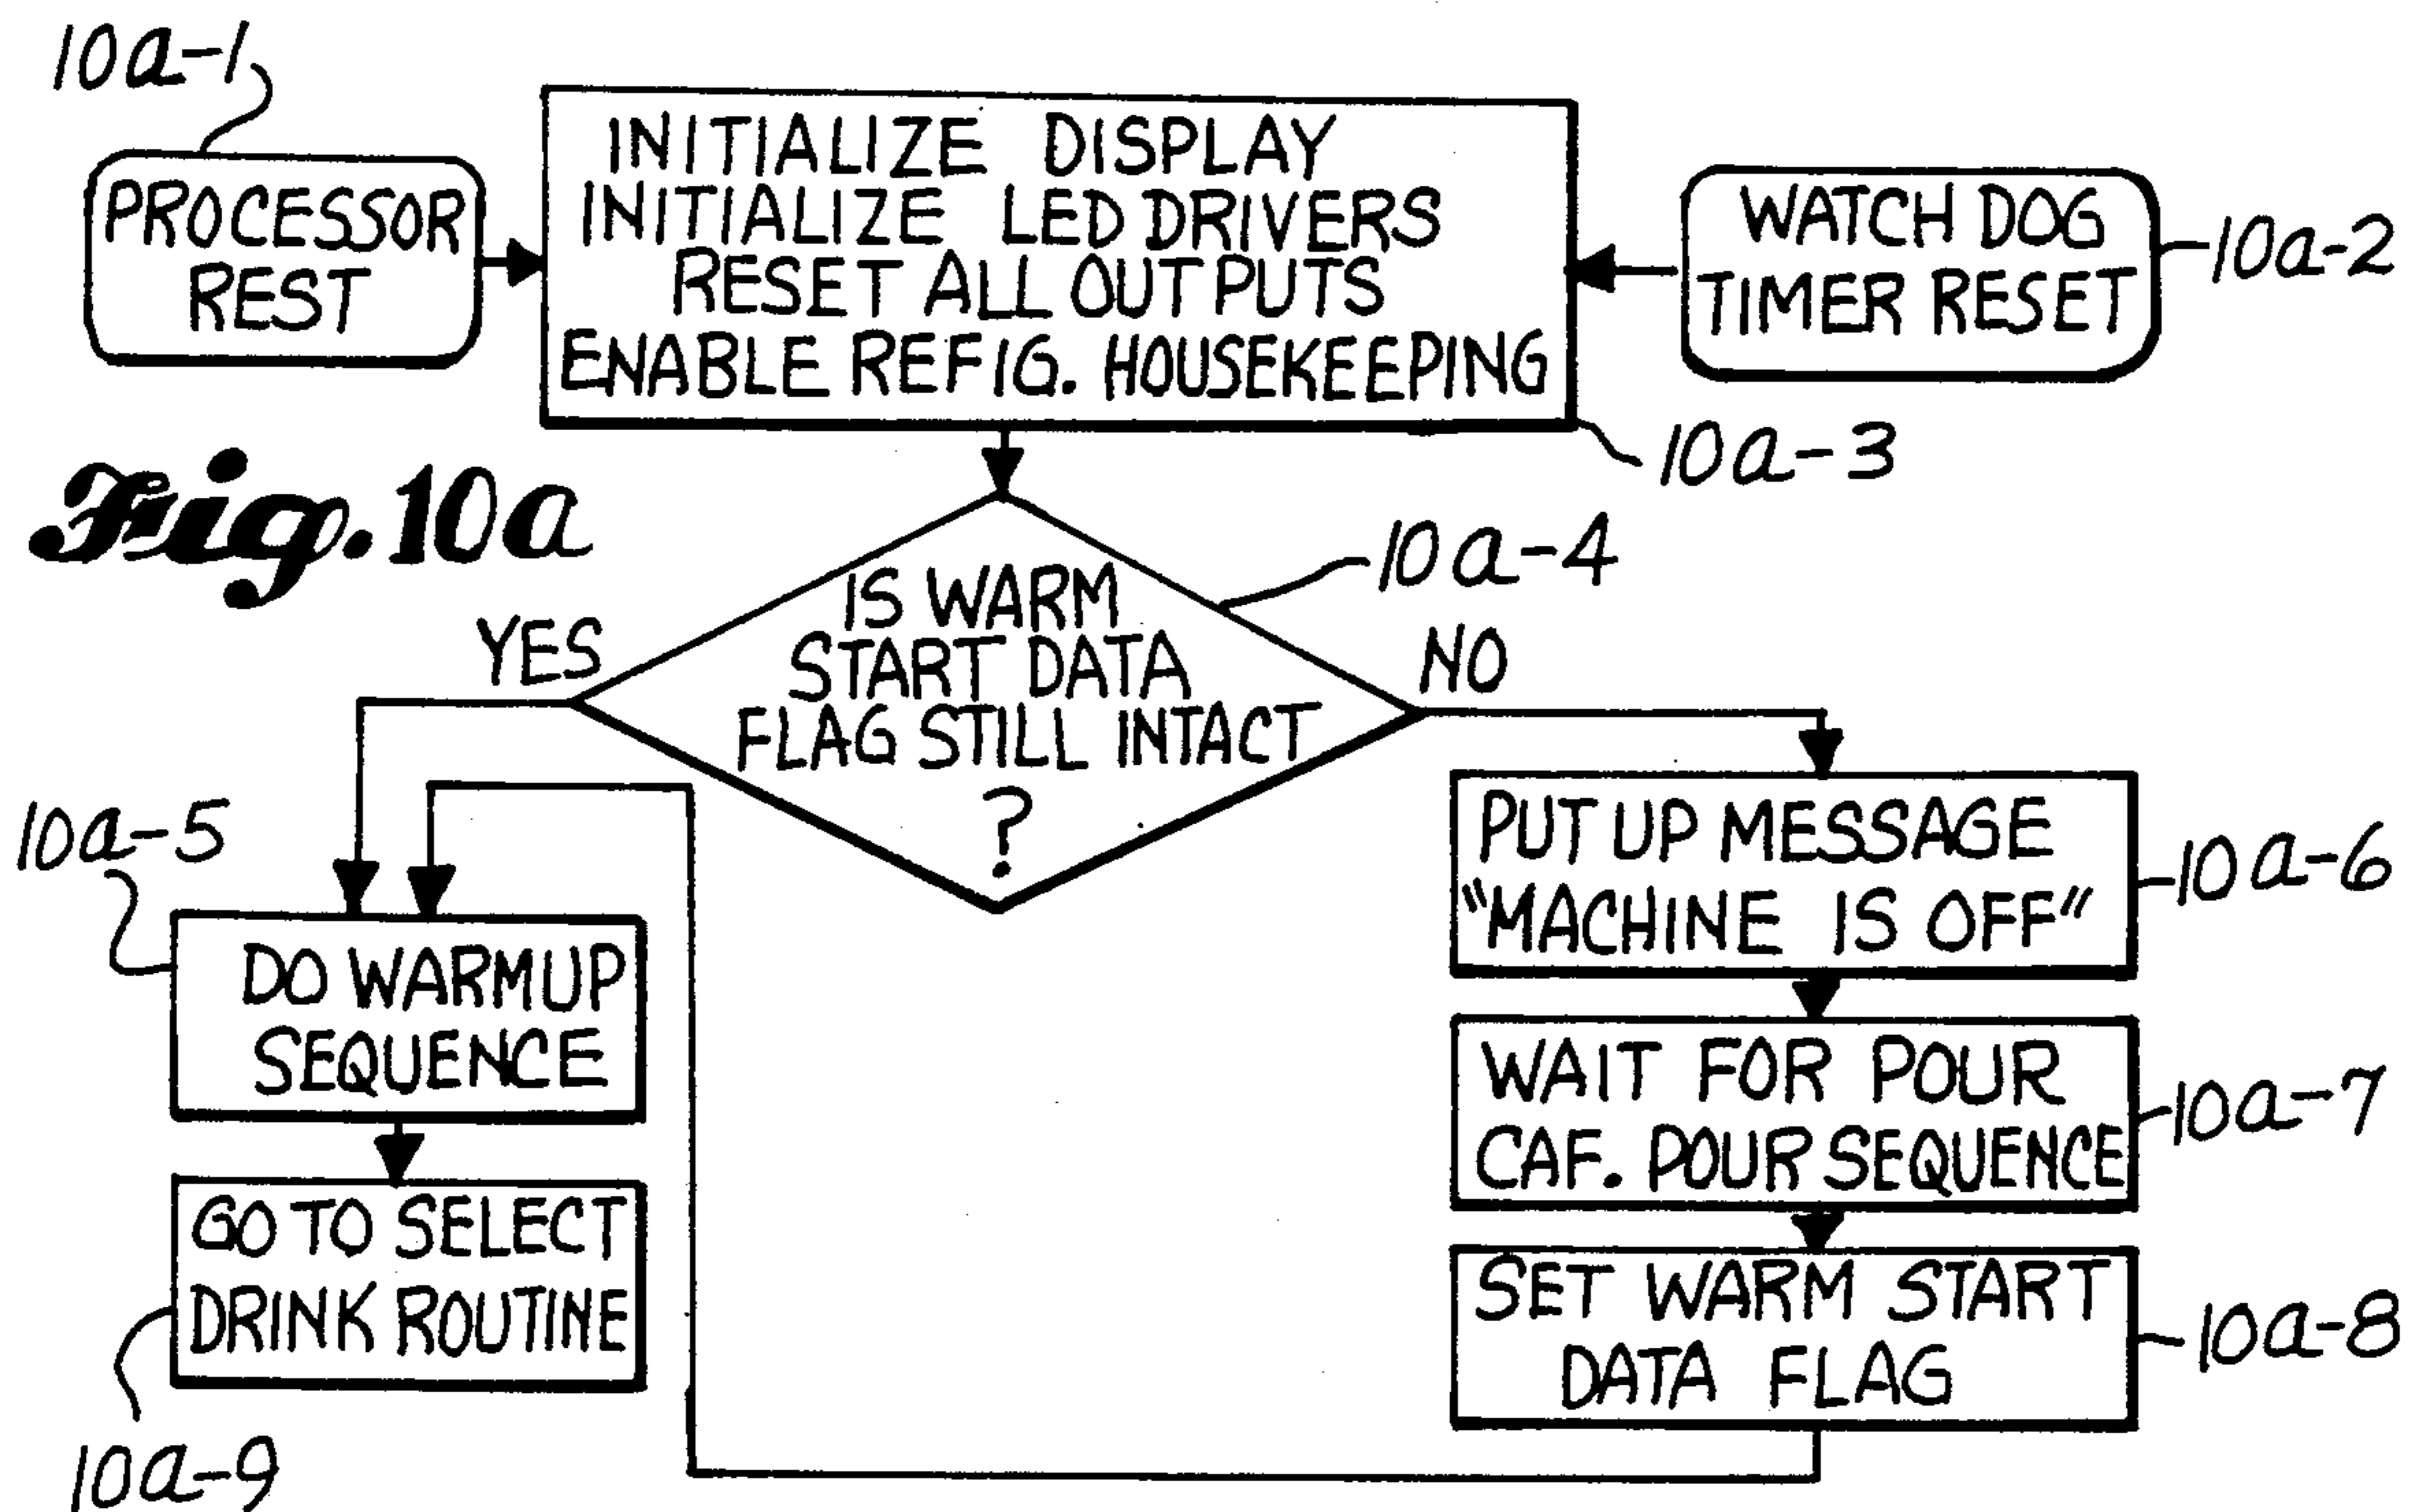 10a-1
PROCESSOR
REST
INITIALIZE DISPLAY
INITIALIZE LED DRIVERS
RESET ALL OUTPUTS
ENABLE REFIG. HOUSEKEEPING
WATCH DOG
TIMER RESET
10a-2
10a-3
Fig. 10a
10a-4
IS WARM
START DATA
FLAG STILL INTACT
?
YES
NO
10a-5
DO WARMUP
SEQUENCE
GO TO SELECT
DRINK ROUTINE
10a-9
PUT UP MESSAGE
"MACHINE IS OFF"
10a-6
WAIT FOR POUR
CAF. POUR SEQUENCE
10a-7
SET WARM START
DATA FLAG
10a-8